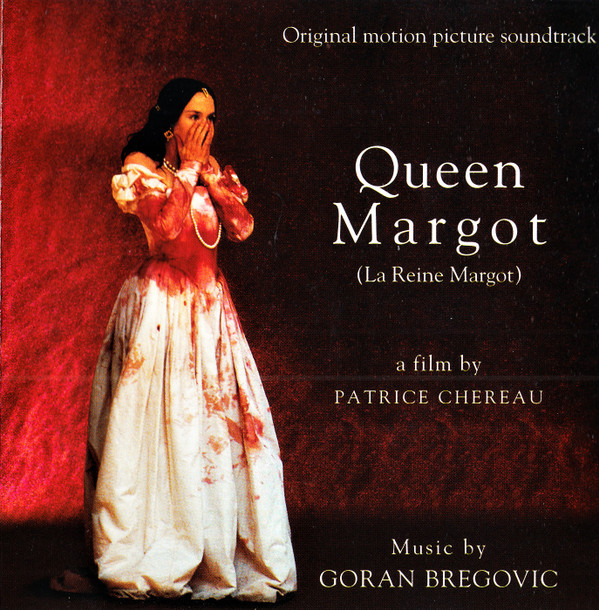 Original motion picture soundtrack
Queen
Margot
(La Reine Margot)
a film by
PATRICE CHEREAU
Music by
GORAN BREGOVIC